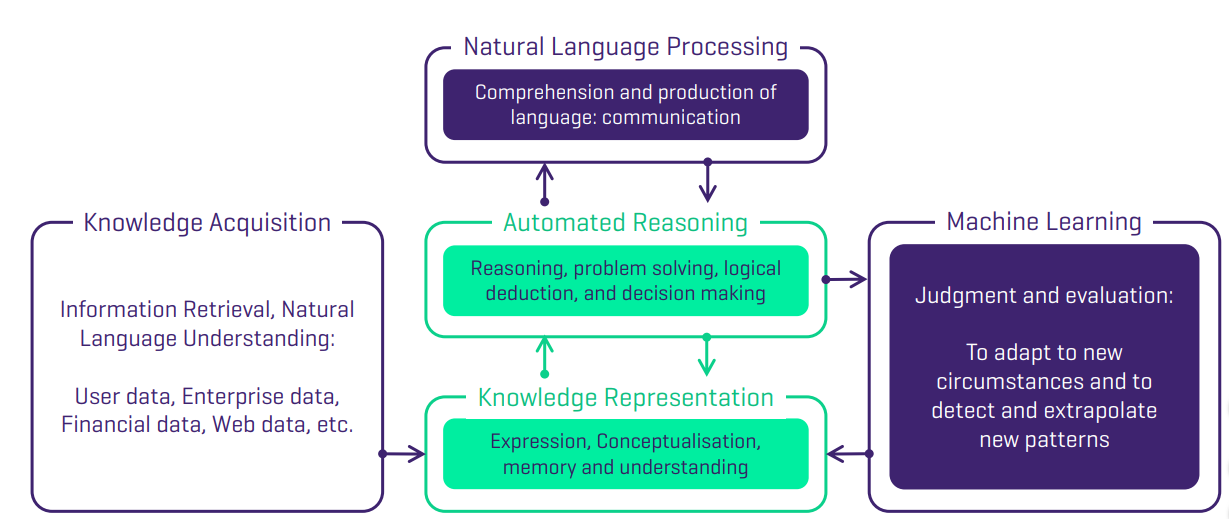 Natural Language Processing
Comprehension and production of
language: communication
Knowledge Acquisition
Information Retrieval, Natural
Language Understanding:
User data, Enterprise data,
Financial data, Web data, etc.
Automated Reasoning
Reasoning, problem solving, logical
deduction, and decision making
Knowledge Representation
Expression, Conceptualisation,
memory and understanding
Machine Learning
Judgment and evaluation:
To adapt to new
circumstances and to
detect and extrapolate
new patterns